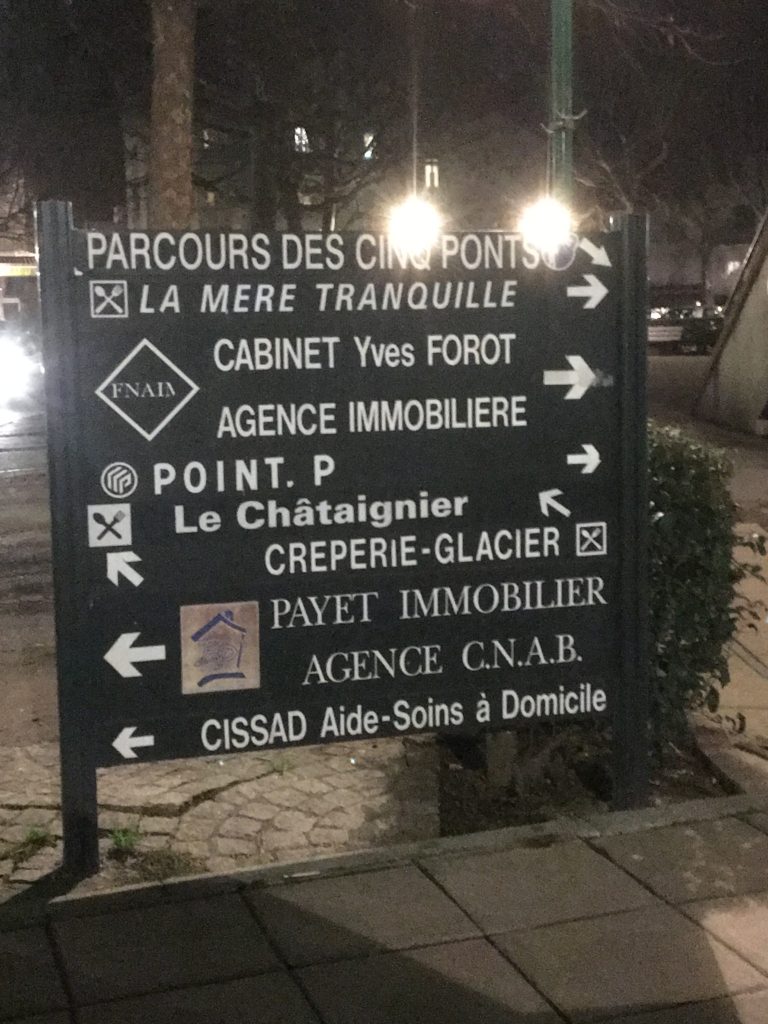 PARCOURS DES CINQ PONTS
LA MERE TRANQUILLE
CABINET Yves FOROT
FNAIM
AGENCE IMMOBILIERE
POINT. P
Le Châtaignier
CREPERIE-GLACIER
PAYET IMMOBILIER
AGENCE C.N.A.B.
CISSAD Aide-Soins à Domicile